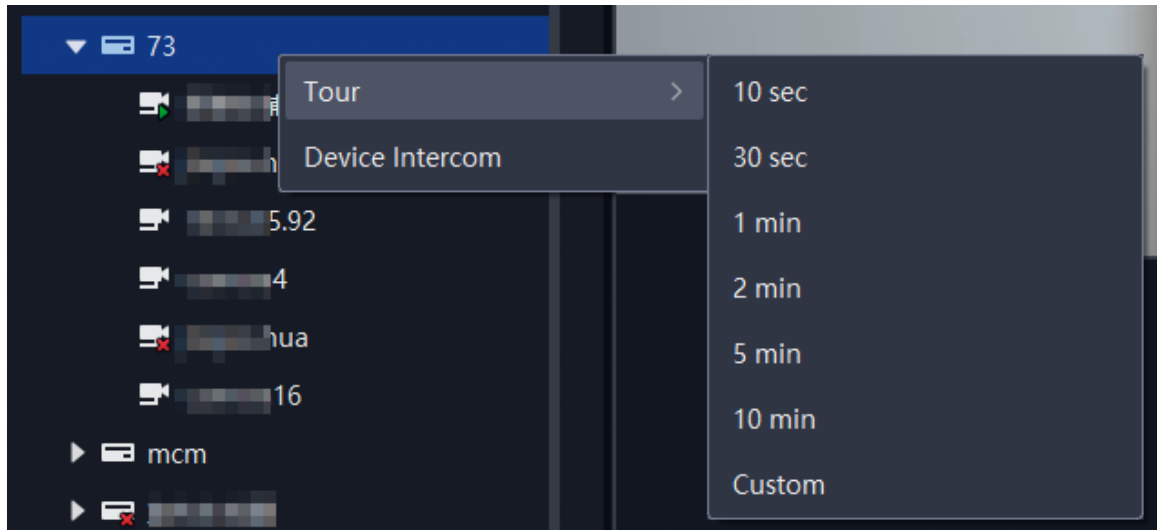 73
Tour
Device Intercom
10 sec
30 sec
1 min
2 min
5 min
10 min
Custom
5.92
4
hua
16
mcm